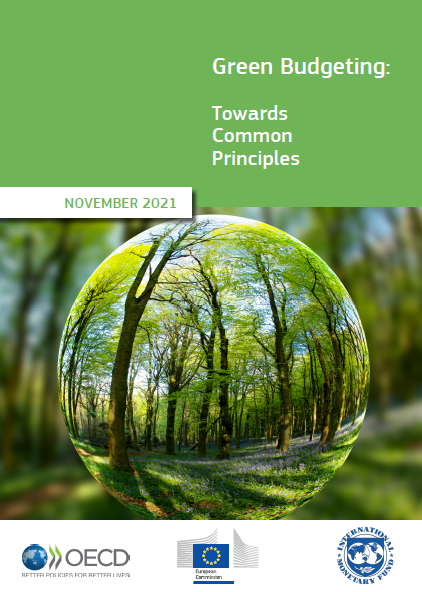 Green Budgeting:
Towards
Common
Principles
NOVEMBER 2021
OECD
BETTER POLICIES FOR BETTER LIVES
European
Commission
INTERNATIONAL
MONETARY FUND